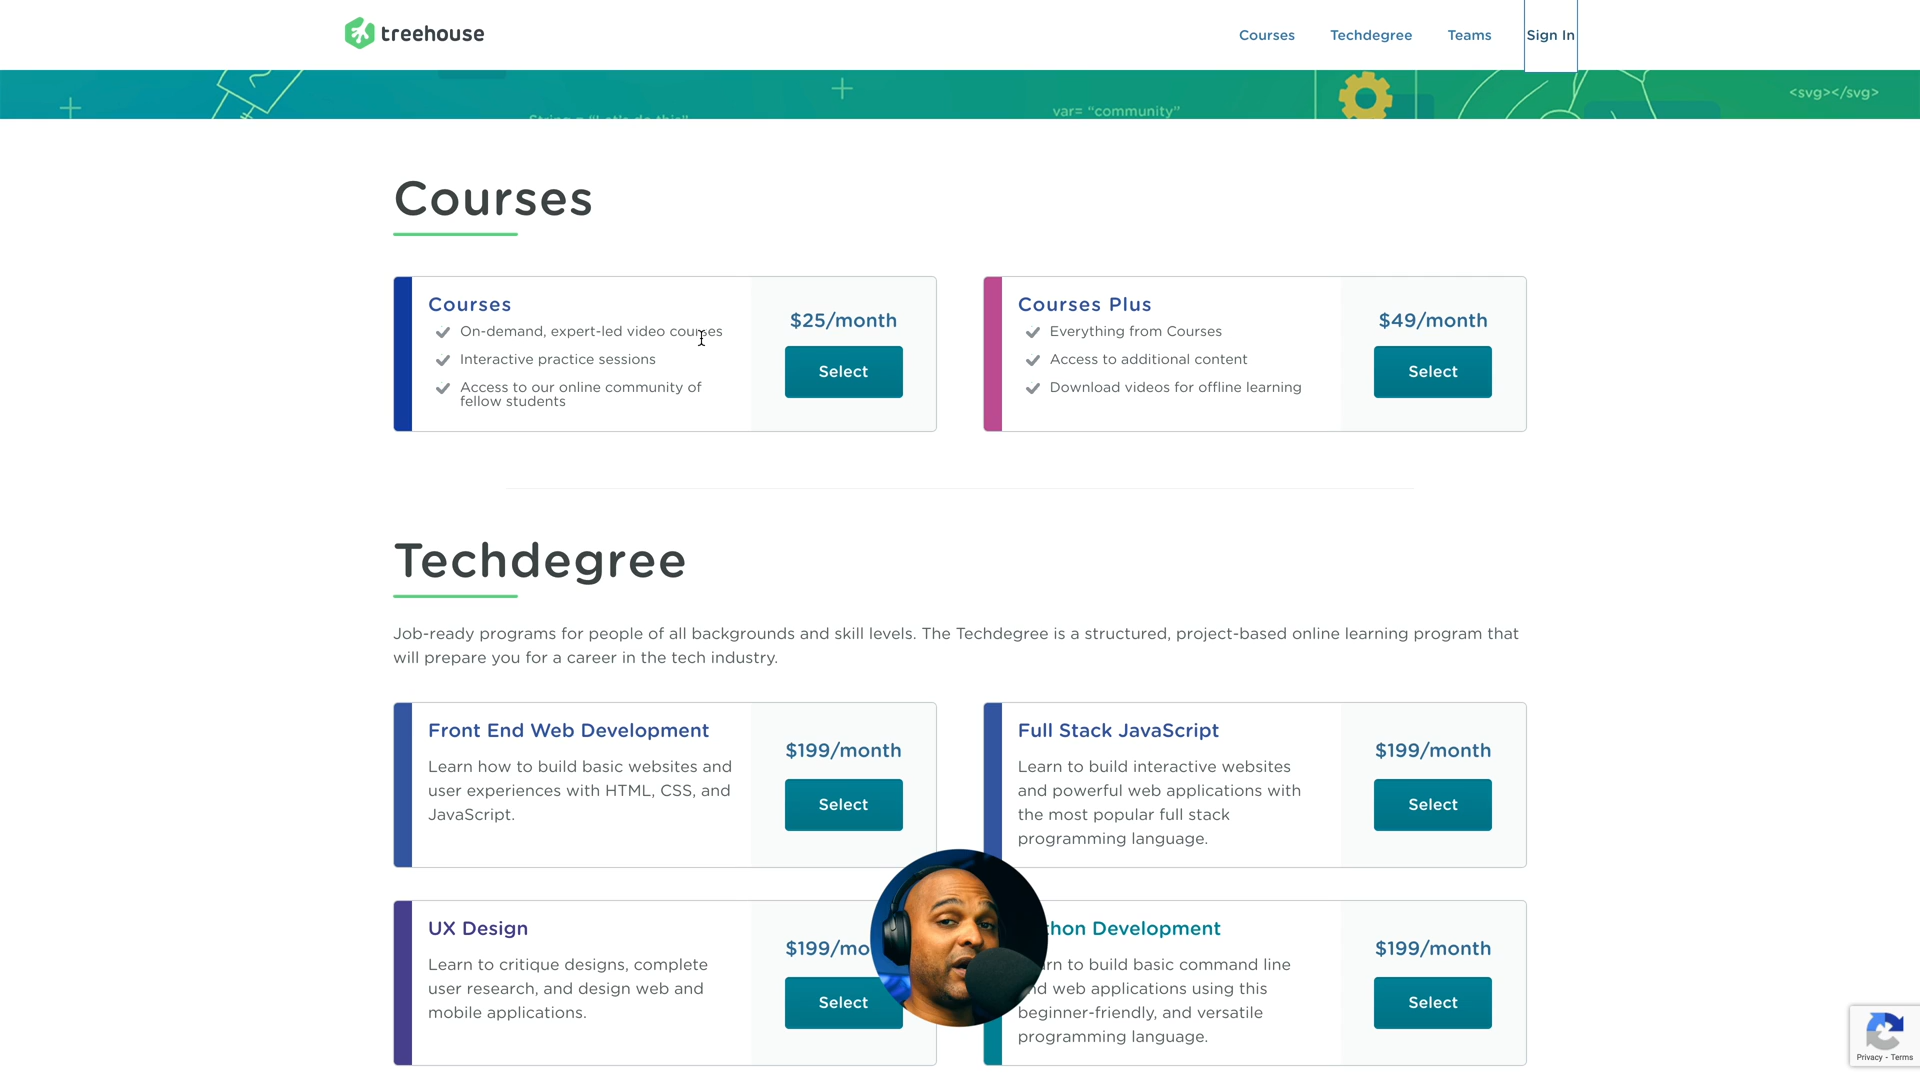 treehouse
Courses
Techdegree
Teams
Sign In
var= “community”
<svg></svg>
Courses
Courses
On-demand, expert-led video courses
Interactive practice sessions
Access to our online community of
fellow students
$25/month
Select
Courses Plus
Everything from Courses
Access to additional content
Download videos for offline learning
$49/month
Select
Techdegree
Job-ready programs for people of all backgrounds and skill levels. The Techdegree is a structured, project-based online learning program that
will prepare you for a career in the tech industry.
Front End Web Development
Learn how to build basic websites and
user experiences with HTML, CSS, and
JavaScript.
$199/month
Select
Full Stack JavaScript
Learn to build interactive websites
and powerful web applications with
the most popular full stack
programming language.
$199/month
Select
UX Design
Learn to critique designs, complete
user research, and design web and
mobile applications.
$199/mo
Select
Development
to build basic command line
web applications using this
beginner-friendly, and versatile
programming language.
$199/month
Select
Privacy - Terms